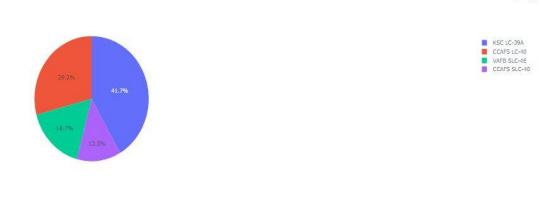 KSC LC-39A
CCAFS LC-40
VAFB SLC-4E
CCAFS SLC-40
29.2%
41.7%
16.7%
12.5%